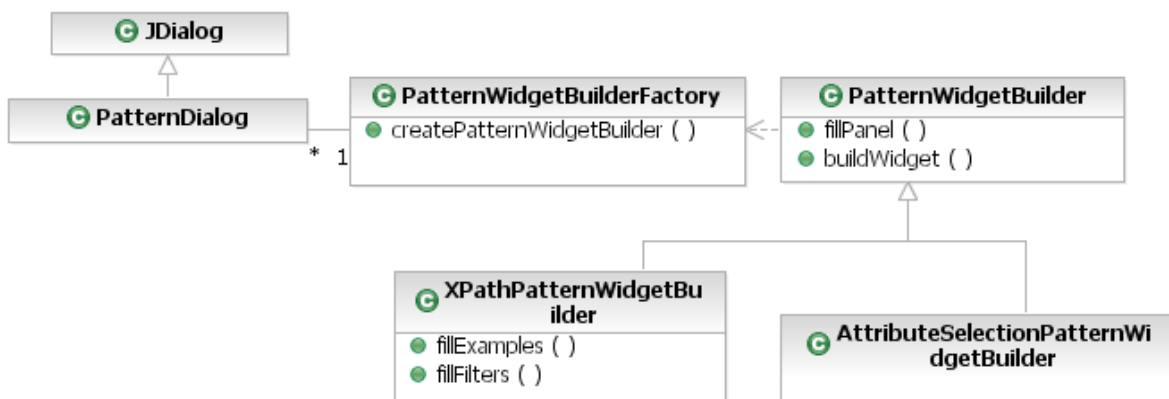 JDialog
PatternDialog
* 1
PatternWidgetBuilderFactory
createPatternWidgetBuilder ( )
PatternWidgetBuilder
fillPanel ( )
buildWidget ( )
XPathPatternWidgetBu
ilder
fillExamples ( )
fillFilters ( )
AttributeSelectionPatternWi
dgetBuilder